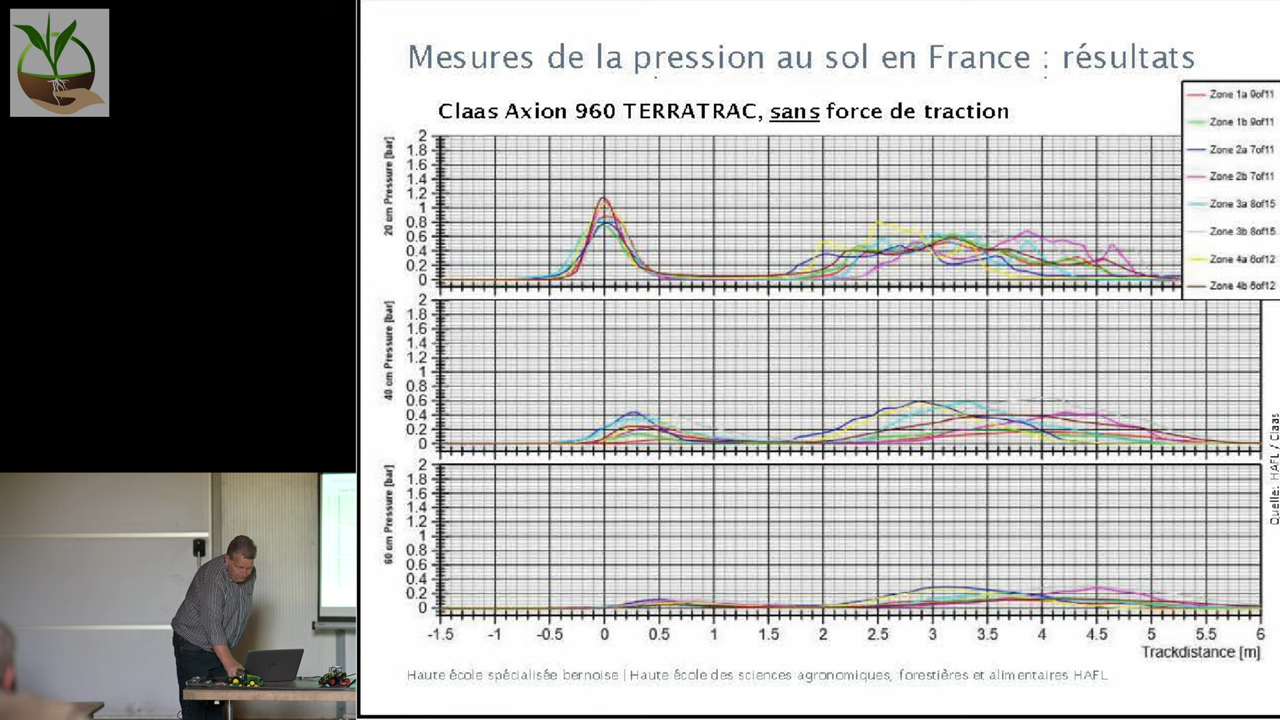 Mesures de la pression au sol en France : résultats
Claas Axion 960 TERRATRAC, sans force de traction
Zone 1a 9of11
Zone 1b 9of11
Zone 2a 7of11
Zone 2b 7of11
Zone 3a 8of15
Zone 3b 8of15
Zone 4a 6of12
Zone 4b 6of12
20 cm Pressure [bar]
2
1.8
1.6
1.4
1.2
1
0.8
0.6
0.4
0.2
0
40 cm Pressure [bar]
2
1.8
1.6
1.4
1.2
1
0.8
0.6
0.4
0.2
0
60 cm Pressure [bar]
2
1.8
1.6
1.4
1.2
1
0.8
0.6
0.4
0.2
0
-1.5 -1 -0.5 0 0.5 1 1.5 2 2.5 3 3.5 4 4.5 5 5.5 6
Trackdistance [m]
Quelle: HAFL / Claas
Haute école spécialisée bernoise | Haute école des sciences agronomiques, forestières et alimentaires HAFL